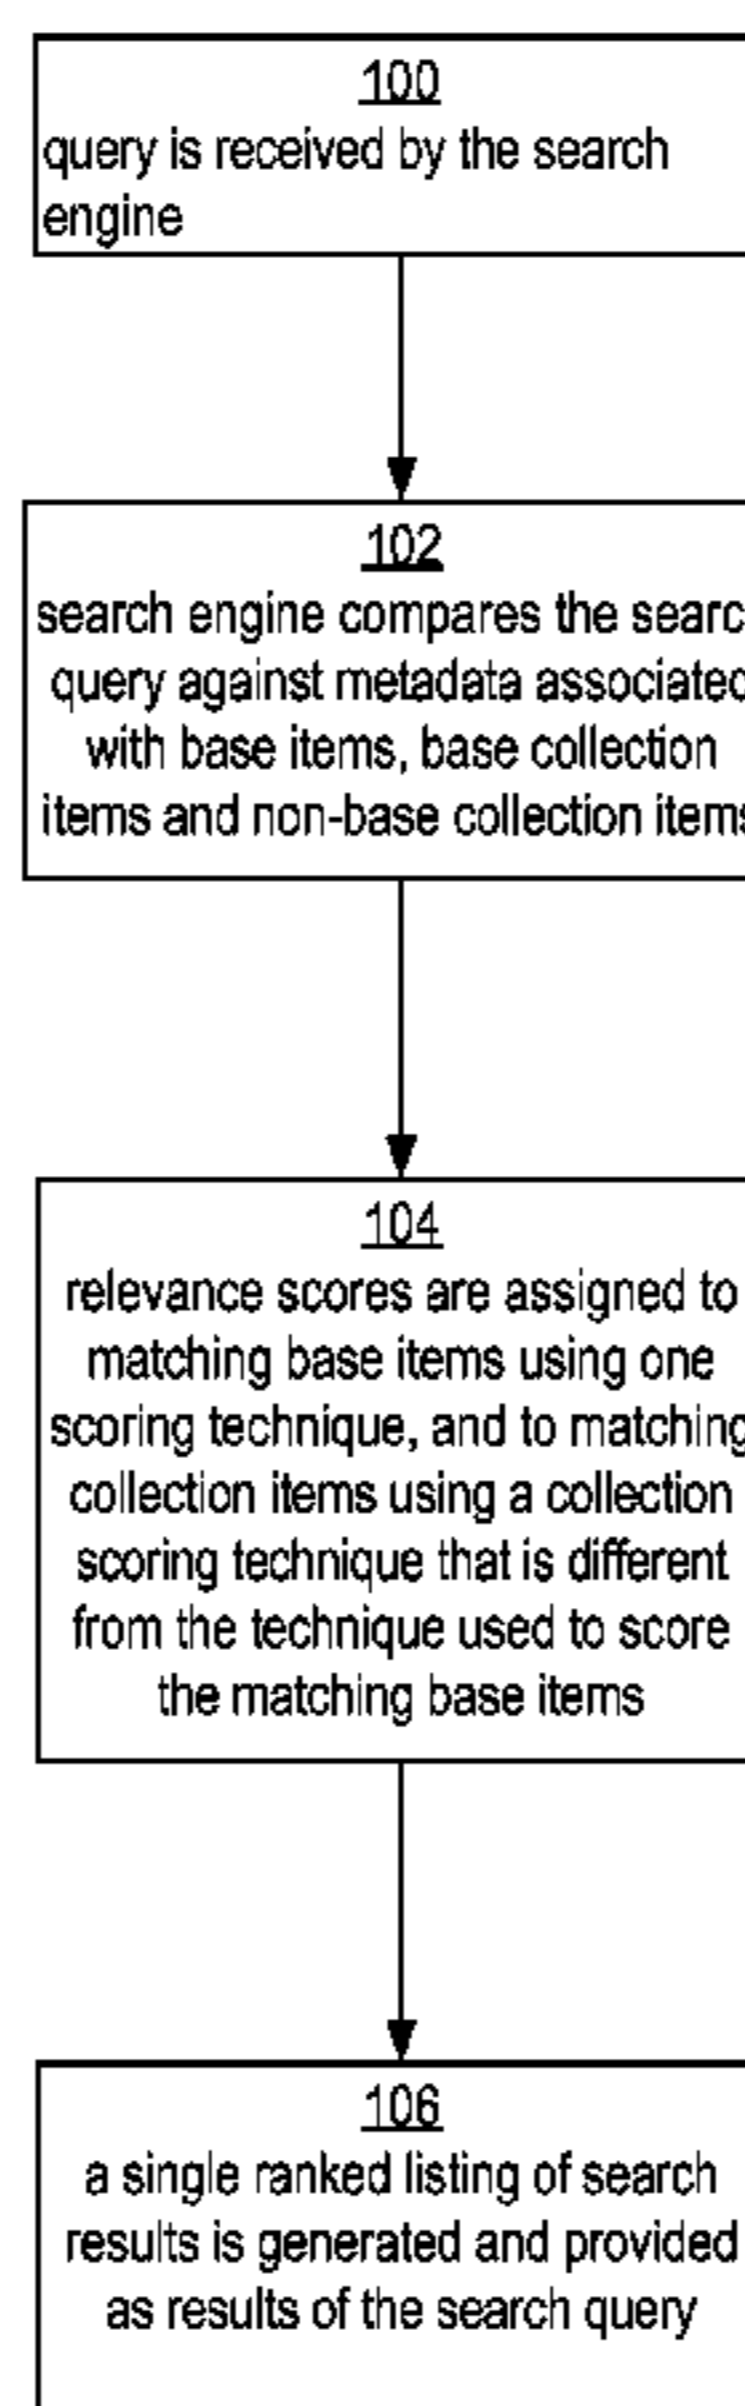 100
query is received by the search
engine
102
search engine compares the searc
query against metadata associated
with base items, base collection
items and non-base collection items
104
relevance scores are assigned to
matching base items using one
scoring technique, and to matching
collection items using a collection
scoring technique that is different
from the technique used to score
the matching base items
106
a single ranked listing of search
results is generated and provided
as results of the search query